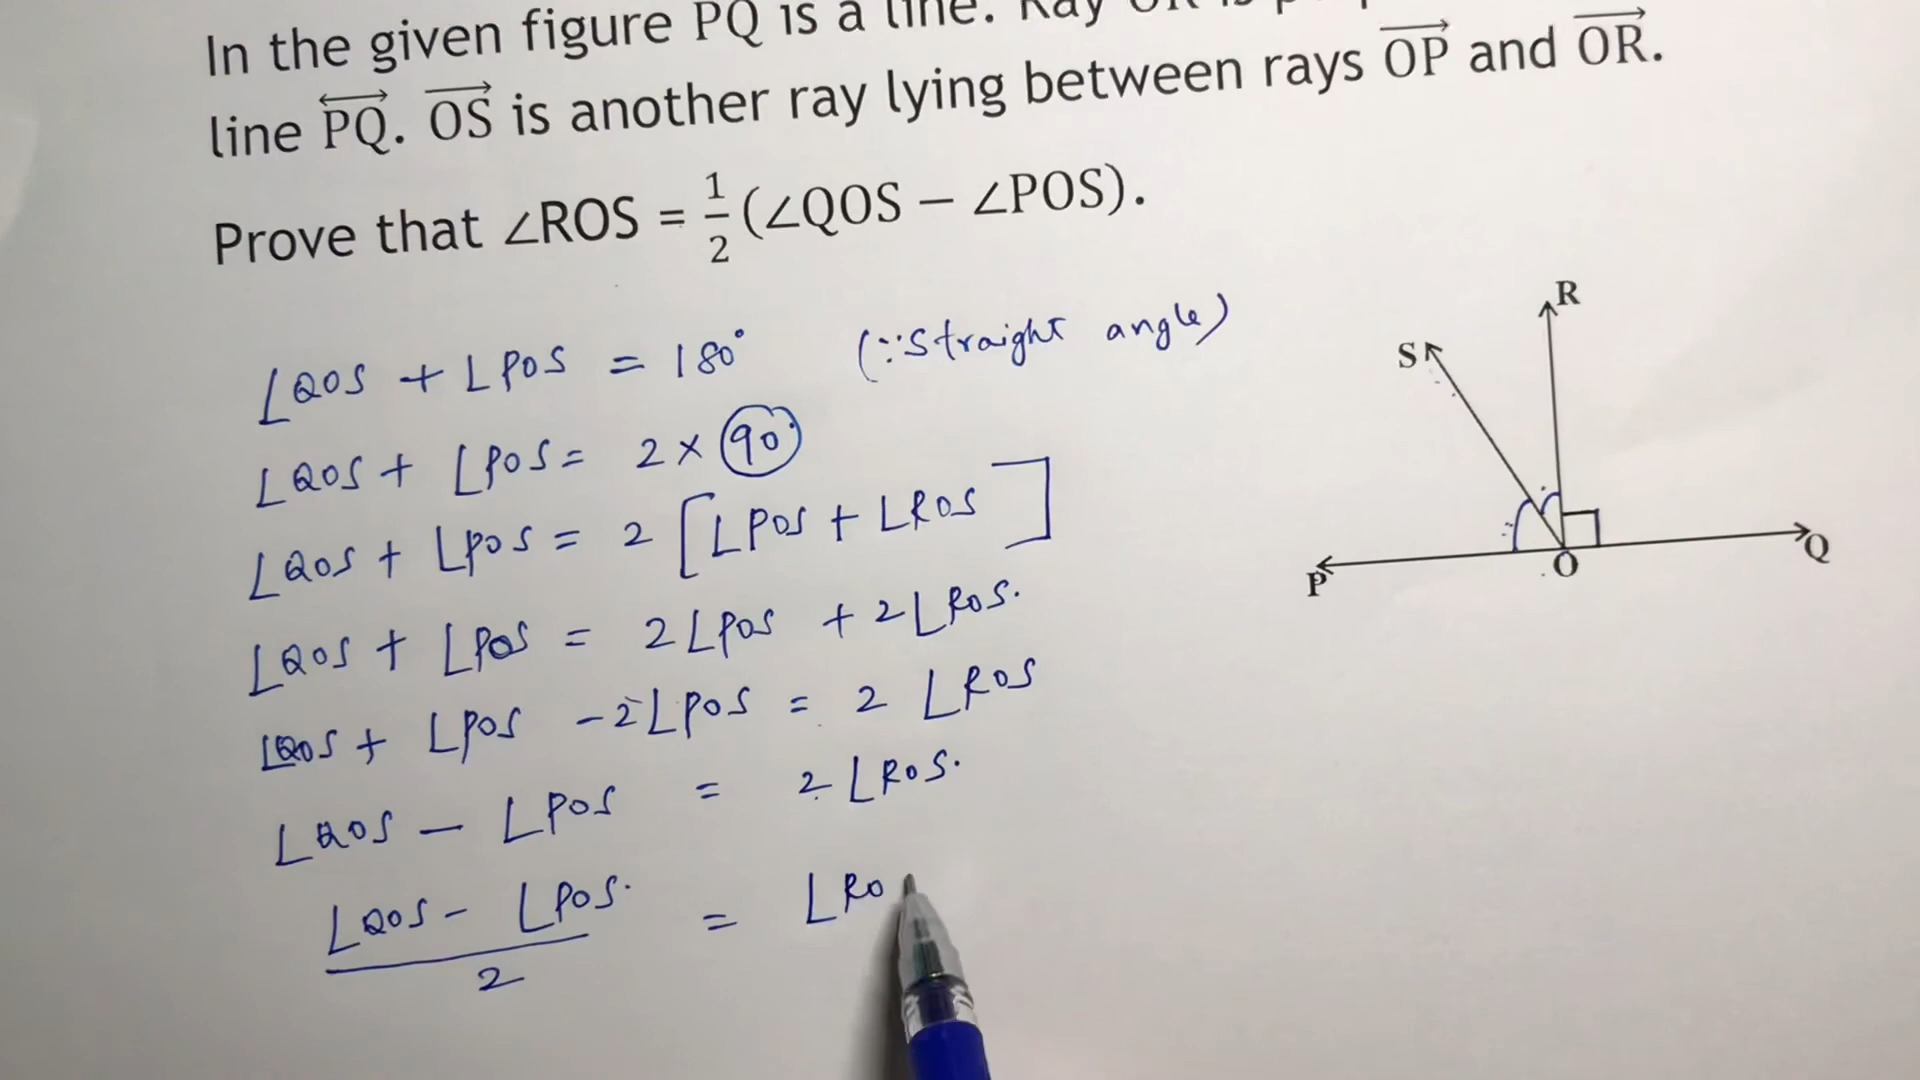 In the given figure PQ is a line. Ray OR is
line PQ. OS is another ray lying between rays OP and OR.
Prove that ∠ROS = 1/2 (∠QOS − ∠POS).
∠QOS + ∠POS = 180° (∵ Straight angle)
∠QOS + ∠POS = 2 × 90°
∠QOS + ∠POS = 2 [∠POS + ∠ROS]
∠QOS + ∠POS = 2∠POS + 2∠ROS.
∠QOS + ∠POS - 2∠POS = 2 ∠ROS
∠QOS − ∠POS = 2 ∠ROS.
∠QOS - ∠POS. / 2 = ∠RO
R
S
P
O
Q